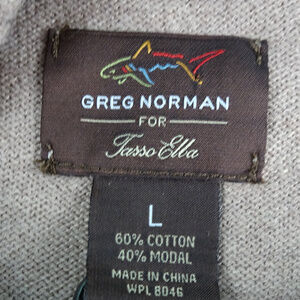 GREG NORMAN
FOR
Tasso Elba
L
60% COTTON
40% MODAL
MADE IN CHINA
WPL 8046